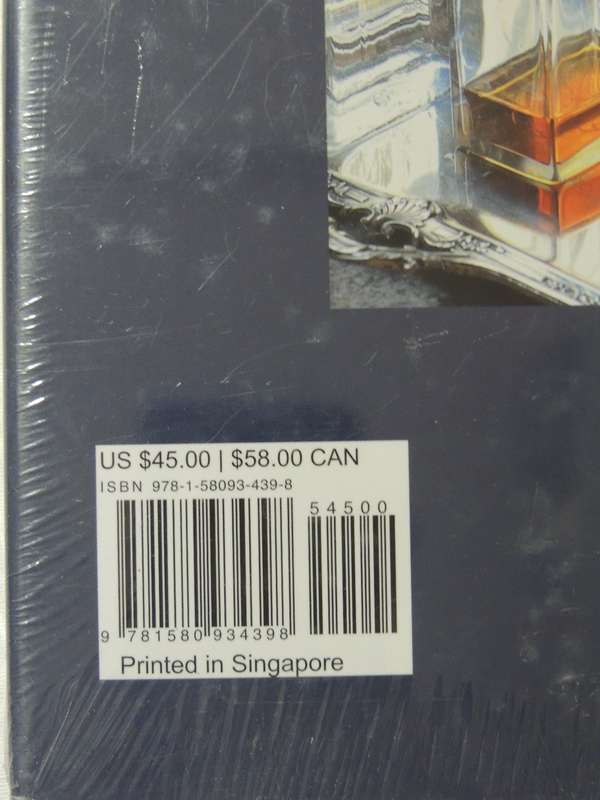 US $45.00 | $58.00 CAN
ISBN 978-1-58093-439-8
54500
9 781580 934398
Printed in Singapore